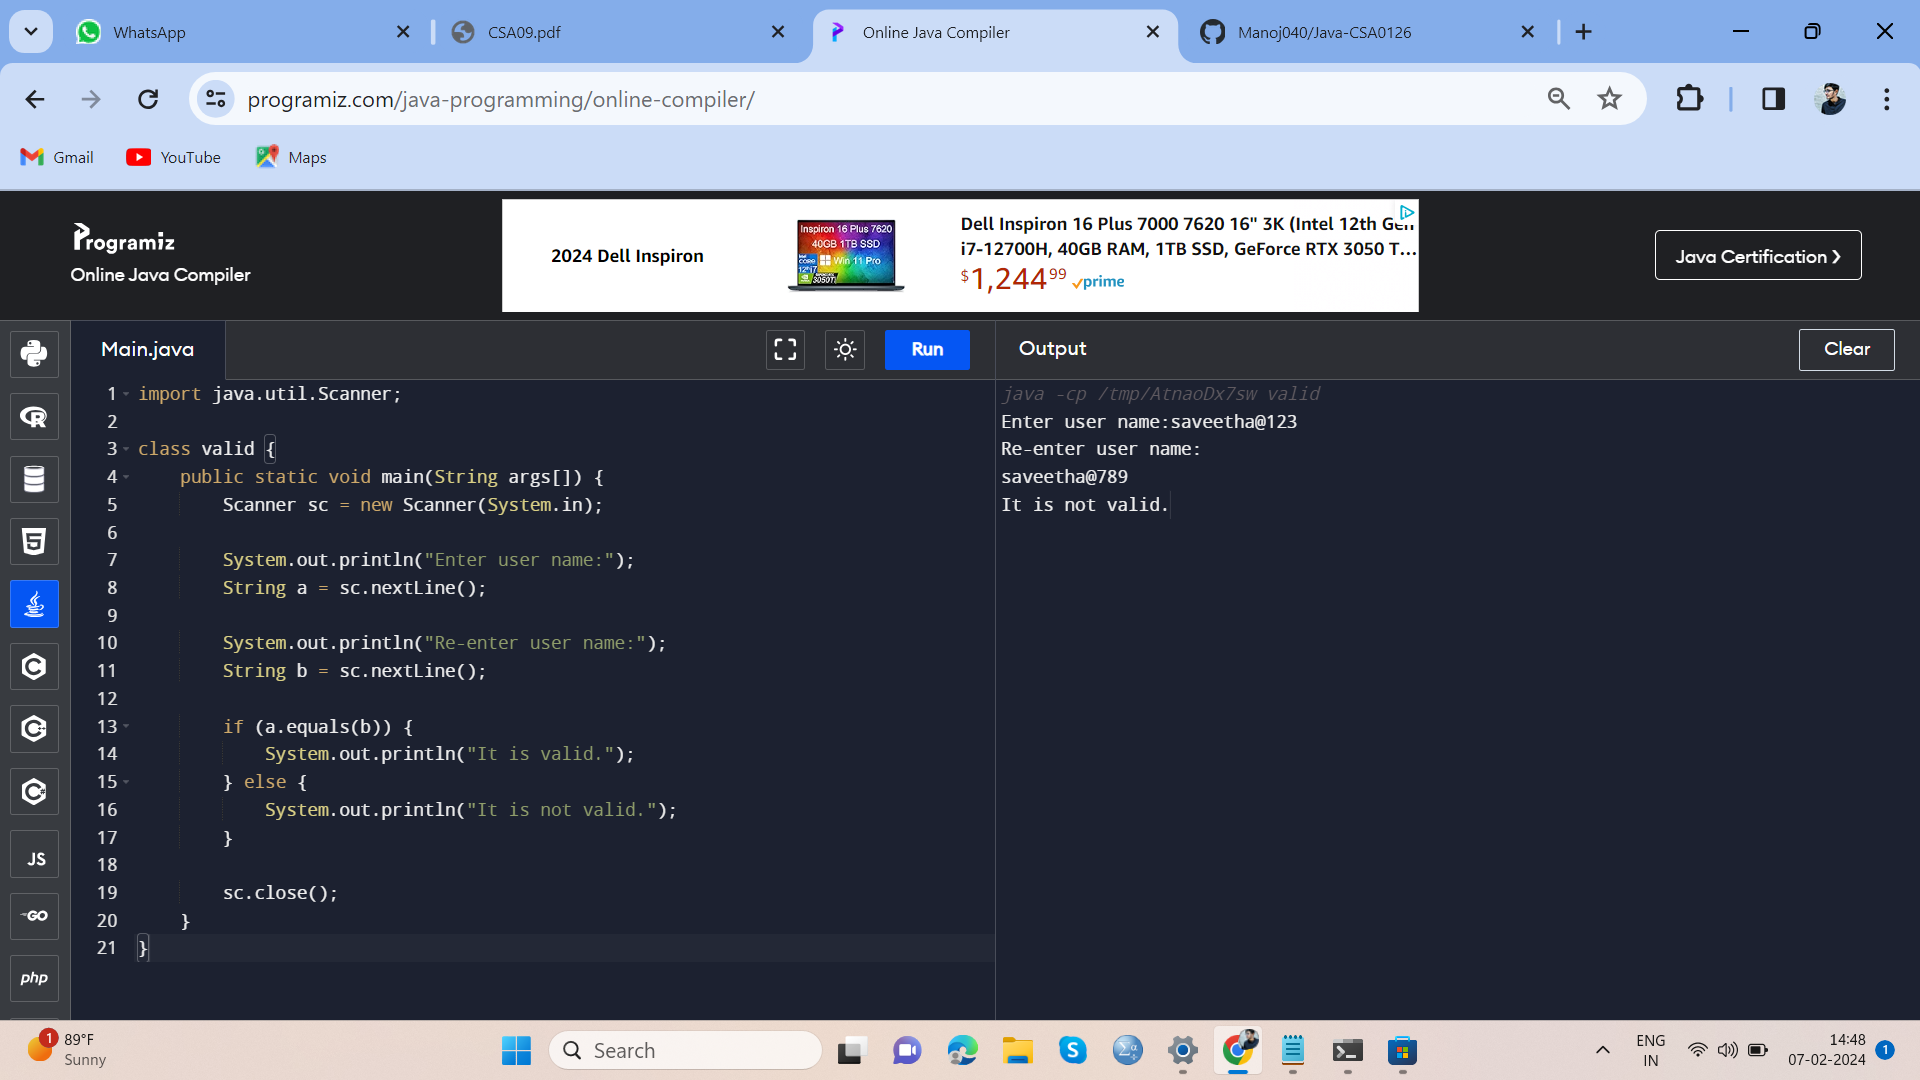 WhatsApp
CSA09.pdf
Online Java Compiler
Manoj040/Java-CSA0126
programiz.com/java-programming/online-compiler/
Gmail
YouTube
Maps
Programiz
Online Java Compiler
2024 Dell Inspiron
Inspiron 16 Plus 7620
40GB 1TB SSD
Win 11 Pro
3050Ti
Dell Inspiron 16 Plus 7000 7620 16" 3K (Intel 12th Gen
i7-12700H, 40GB RAM, 1TB SSD, GeForce RTX 3050 T...
$1,244 99 prime
Java Certification ›
Main.java
Run
Output
Clear
1 import java.util.Scanner;
2
3 class valid {
4 public static void main(String args[]) {
5 Scanner sc = new Scanner(System.in);
6
7 System.out.println("Enter user name:");
8 String a = sc.nextLine();
9
10 System.out.println("Re-enter user name:");
11 String b = sc.nextLine();
12
13 if (a.equals(b)) {
14 System.out.println("It is valid.");
15 } else {
16 System.out.println("It is not valid.");
17 }
18
19 sc.close();
20 }
21 }
java -cp /tmp/AtnaoDx7sw valid
Enter user name:saveetha@123
Re-enter user name:
saveetha@789
It is not valid.
JS
GO
php
1
89°F
Sunny
Search
ENG
IN
14:48
07-02-2024
1